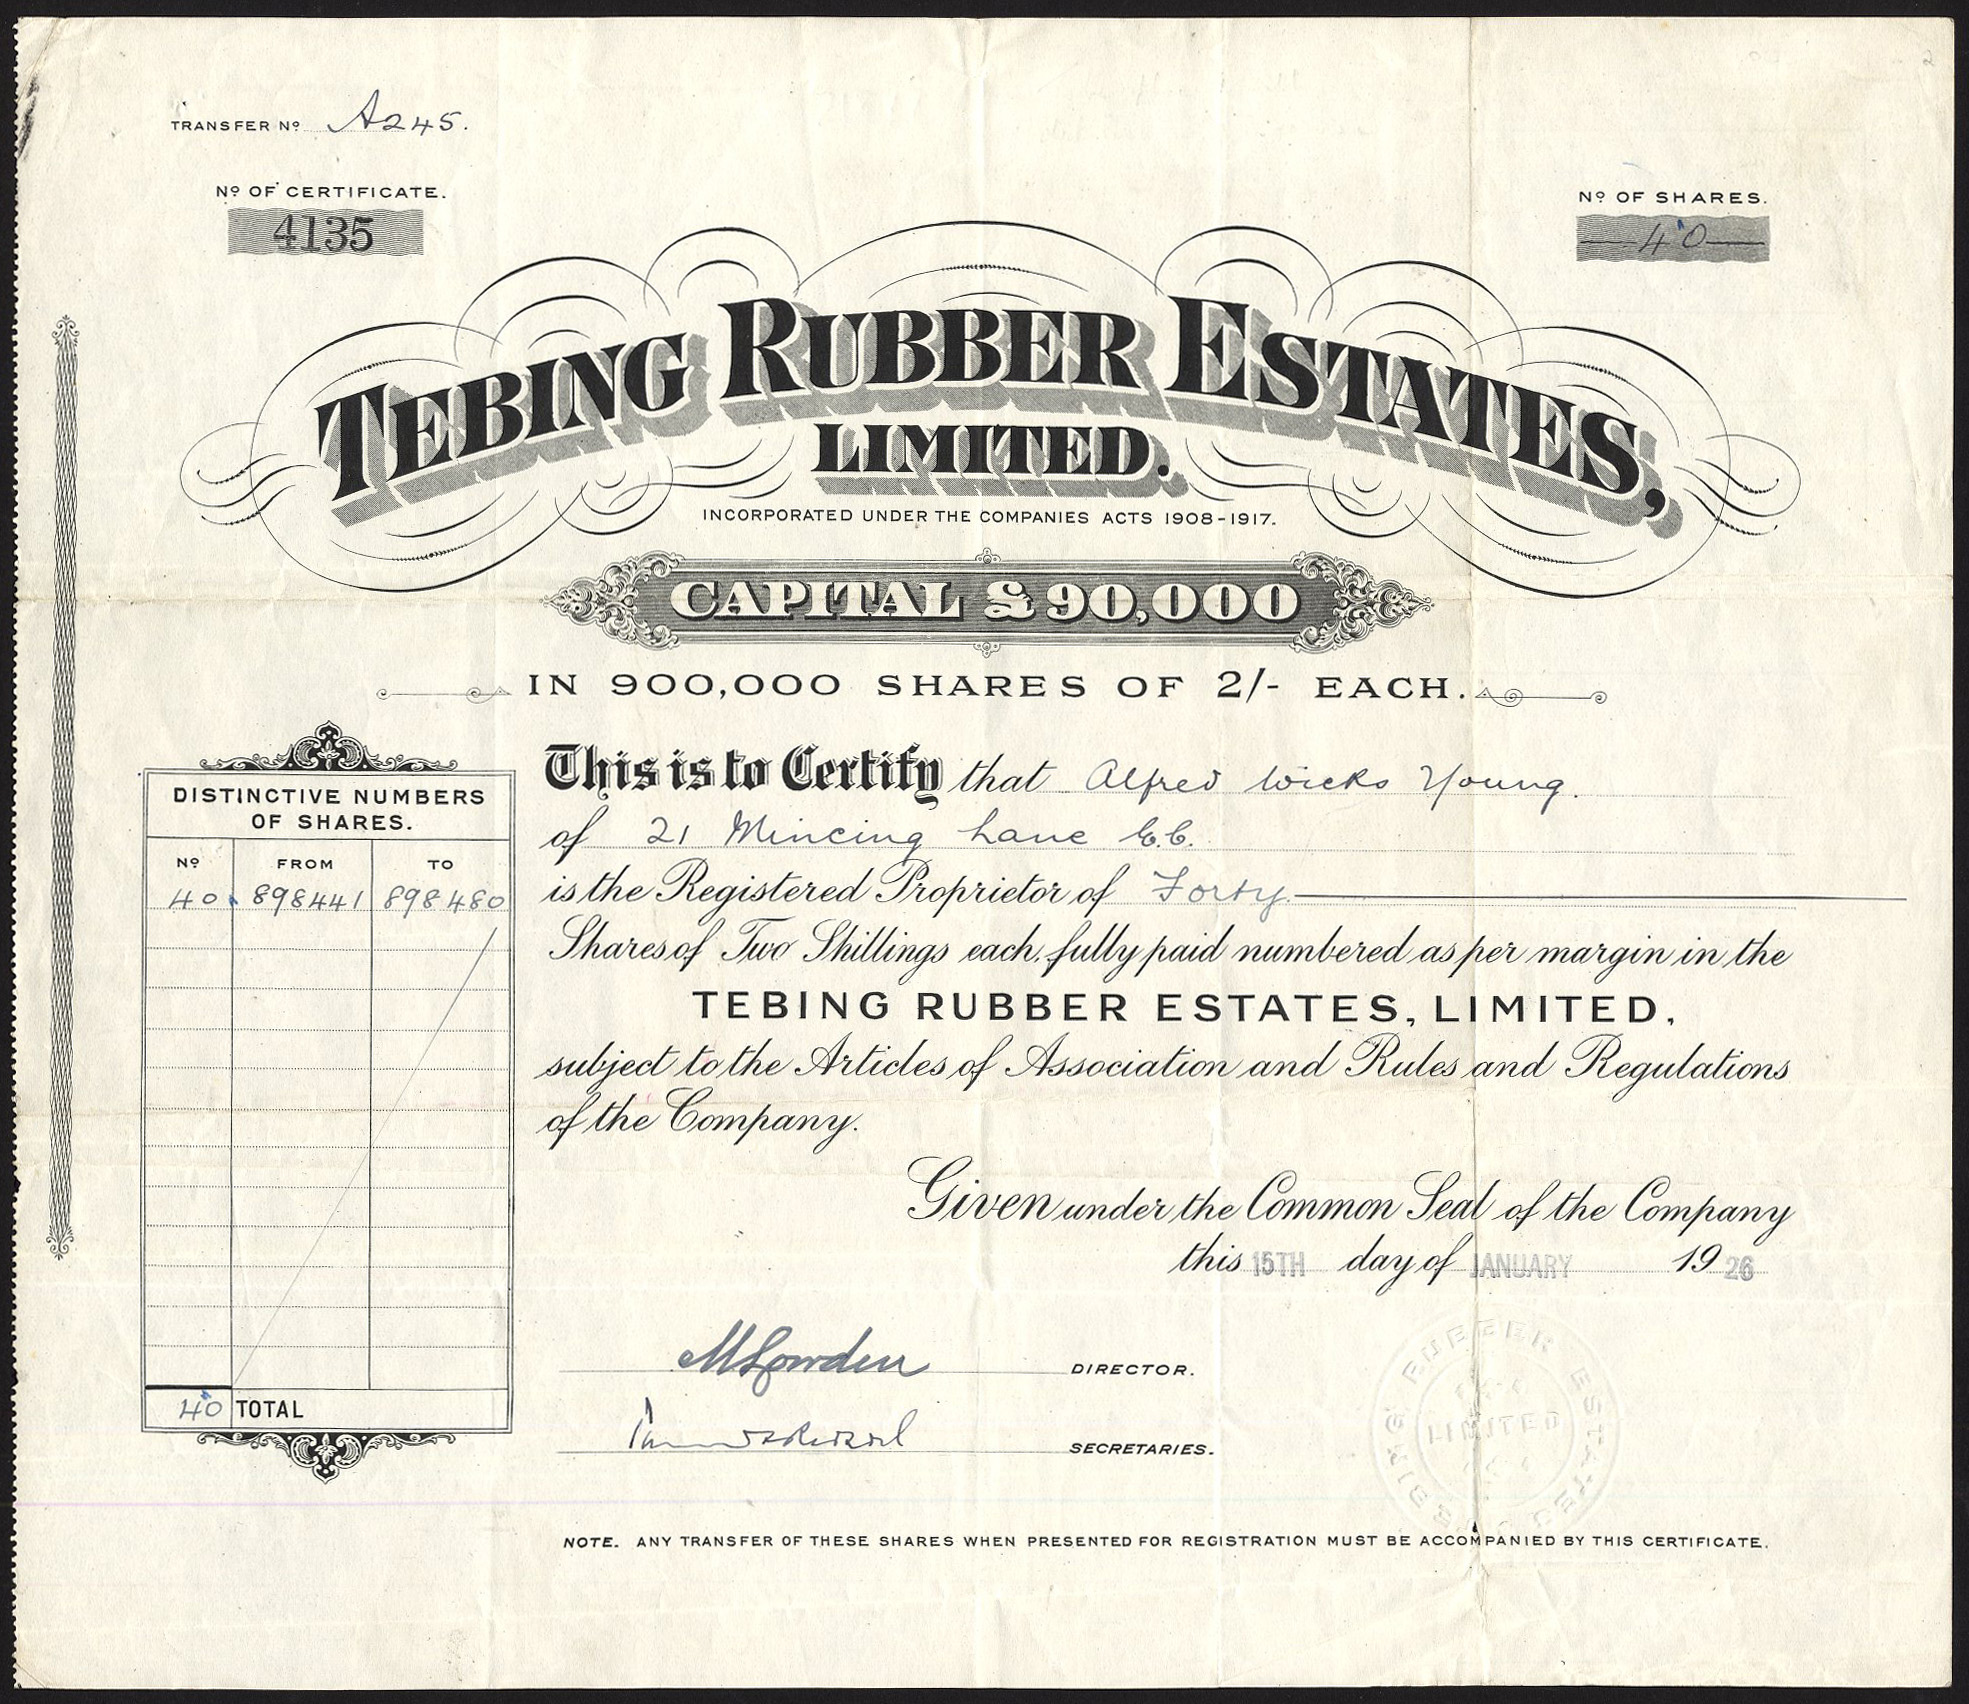 TRANSFER Nº A245.
Nº OF CERTIFICATE.
4135
Nº OF SHARES.
40
TEBING RUBBER ESTATES,
LIMITED.
INCORPORATED UNDER THE COMPANIES ACTS 1908-1917.
CAPITAL £90,000
IN 900,000 SHARES OF 2/- EACH.
DISTINCTIVE NUMBERS
OF SHARES.
Nº FROM TO
40 898441 898480
40 TOTAL
This is to Certify that Alfred Wicks Young.
of 21 Mincing Lane E.C.
is the Registered Proprietor of Forty
Shares of Two Shillings each, fully paid numbered as per margin in the
TEBING RUBBER ESTATES, LIMITED,
subject to the Articles of Association and Rules and Regulations
of the Company.
Given under the Common Seal of the Company
this 15TH day of JANUARY 1926
DIRECTOR.
SECRETARIES.
TEBING RUBBER ESTATES
LIMITED
NOTE. ANY TRANSFER OF THESE SHARES WHEN PRESENTED FOR REGISTRATION MUST BE ACCOMPANIED BY THIS CERTIFICATE.